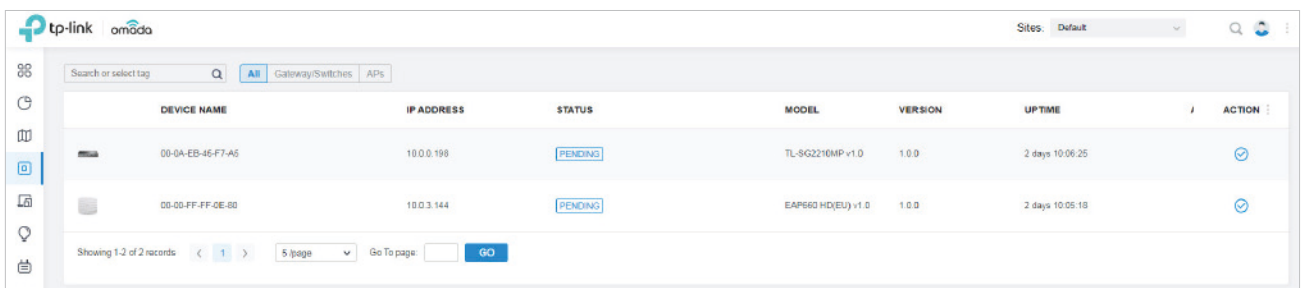 tp-link omada Sites: Default
Search or select tag All Gateway/Switches APs
DEVICE NAME IP ADDRESS STATUS MODEL VERSION UPTIME ACTION
00-0A-EB-46-F7-A5 10.0.0.198 PENDING TL-SG2210MP v1.0 1.0.0 2 days 10:06:25
00-00-FF-FF-0E-80 10.0.3.144 PENDING EAP660 HD(EU) v1.0 1.0.0 2 days 10:05:18
Showing 1-2 of 2 records < 1 > 5 /page Go To page: GO